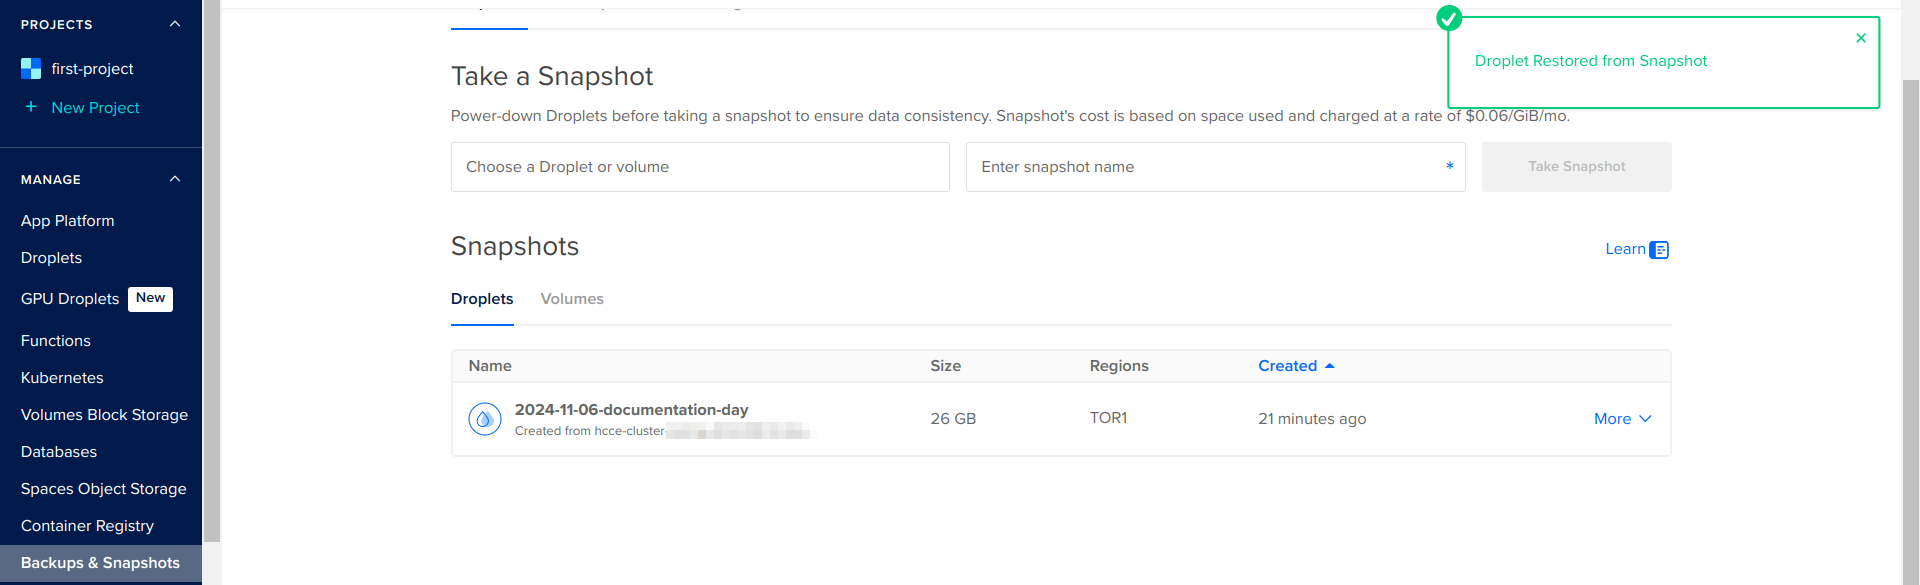 PROJECTS
first-project
+ New Project
MANAGE
App Platform
Droplets
GPU Droplets New
Functions
Kubernetes
Volumes Block Storage
Databases
Spaces Object Storage
Container Registry
Backups & Snapshots
Droplet Restored from Snapshot
Take a Snapshot
Power-down Droplets before taking a snapshot to ensure data consistency. Snapshot's cost is based on space used and charged at a rate of $0.06/GiB/mo.
Choose a Droplet or volume
Enter snapshot name *
Take Snapshot
Snapshots
Learn
Droplets Volumes
Name Size Regions Created
2024-11-06-documentation-day 26 GB TOR1 21 minutes ago More
Created from hcce-cluster-